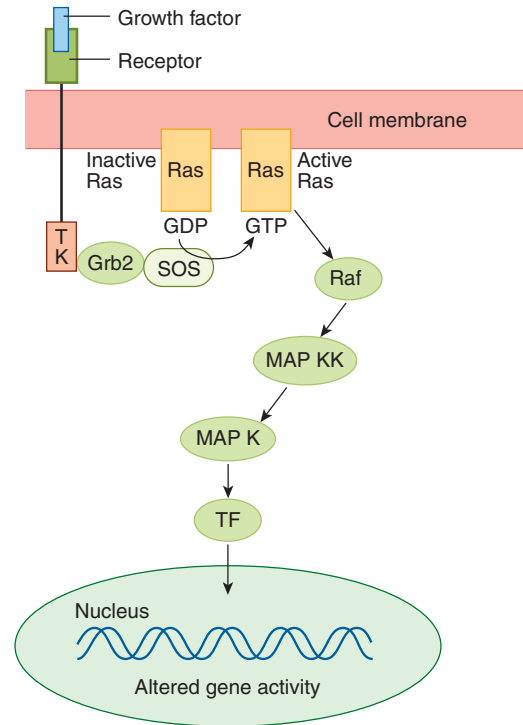 Growth factor
Receptor
Cell membrane
Inactive
Ras
Ras
Ras
Active
Ras
GDP
GTP
T
K
Grb2
SOS
Raf
MAP KK
MAP K
TF
Nucleus
Altered gene activity